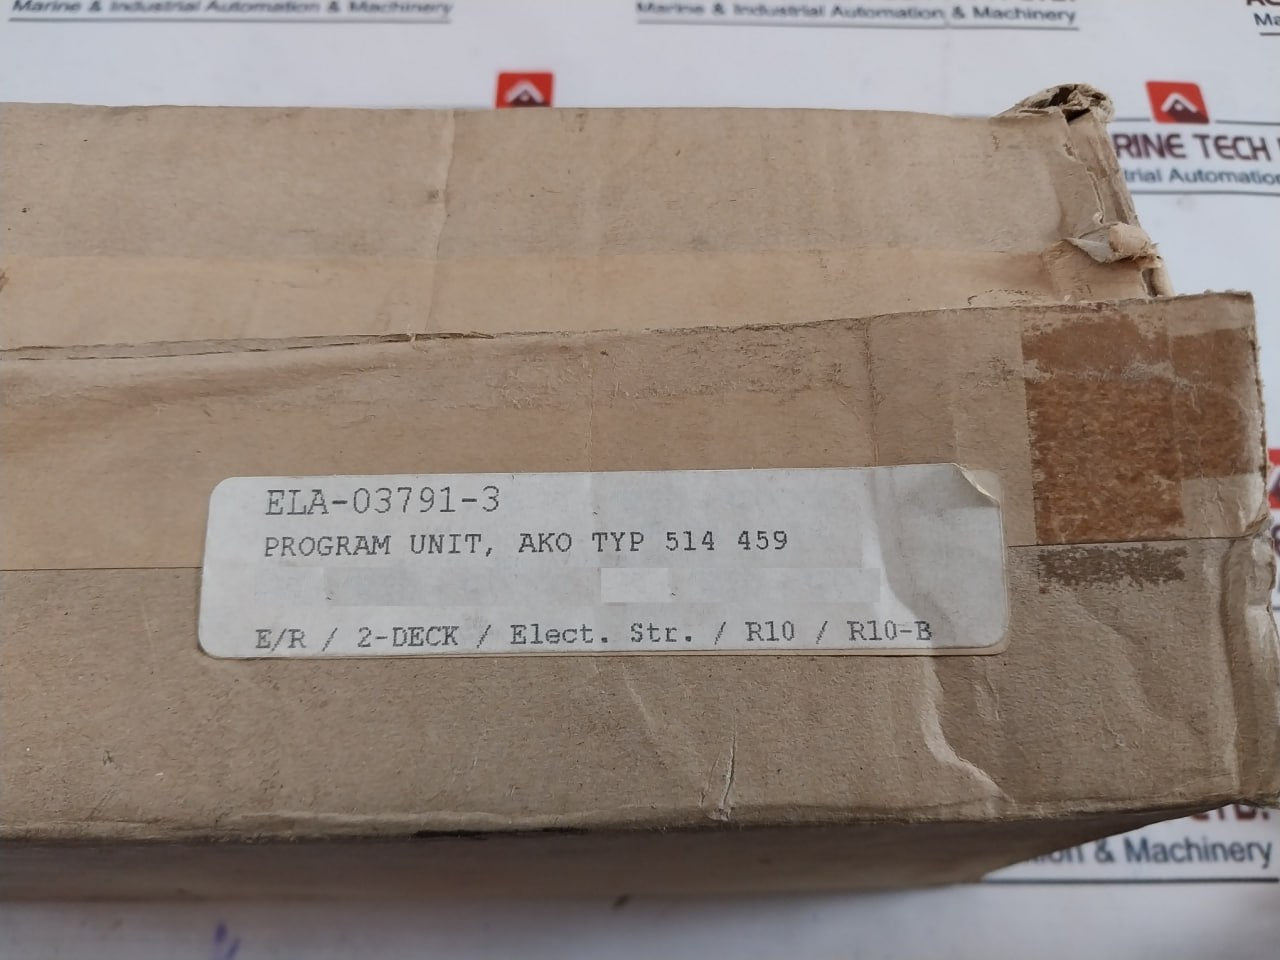 Marine & Industrial Automation & Machinery
Marine & Industrial Automation & Machinery
RINE TECH
trial Automation
ELA-03791-3
PROGRAM UNIT, AKO TYP 514 459
E/R / 2-DECK / Elect. Str. / R10 / R10-B
LTD.
& Machinery